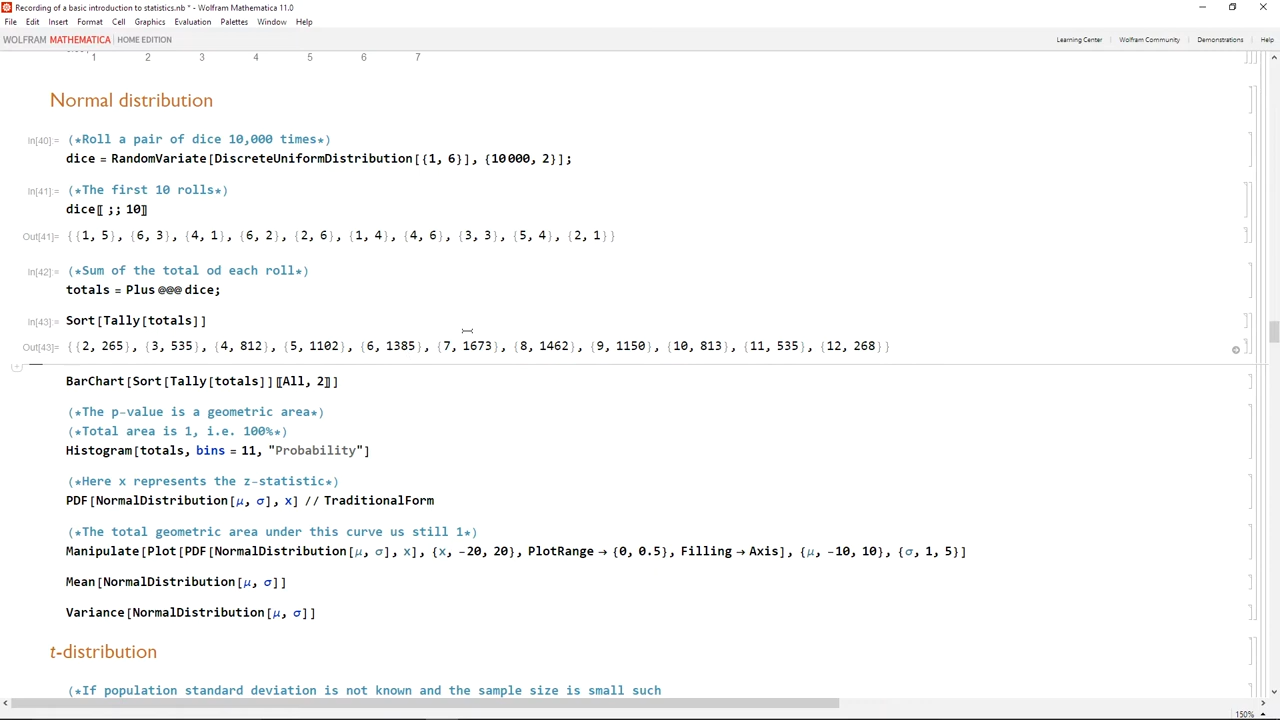 Recording of a basic introduction to statistics.nb * - Wolfram Mathematica 11.0
File Edit Insert Format Cell Graphics Evaluation Palettes Window Help
WOLFRAM MATHEMATICA | HOME EDITION Learning Center Wolfram Community Demonstrations Help
1 2 3 4 5 6 7
Normal distribution
In[40]:= (*Roll a pair of dice 10,000 times*)
dice = RandomVariate[DiscreteUniformDistribution[{1, 6}], {10 000, 2}];
In[41]:= (*The first 10 rolls*)
dice〚 ;; 10〛
Out[41]= {{1, 5}, {6, 3}, {4, 1}, {6, 2}, {2, 6}, {1, 4}, {4, 6}, {3, 3}, {5, 4}, {2, 1}}
In[42]:= (*Sum of the total od each roll*)
totals = Plus @@@ dice;
In[43]:= Sort[Tally[totals]]
Out[43]= {{2, 265}, {3, 535}, {4, 812}, {5, 1102}, {6, 1385}, {7, 1673}, {8, 1462}, {9, 1150}, {10, 813}, {11, 535}, {12, 268}}
BarChart[Sort[Tally[totals]]〚All, 2〛]
(*The p-value is a geometric area*)
(*Total area is 1, i.e. 100%*)
Histogram[totals, bins = 11, "Probability"]
(*Here x represents the z-statistic*)
PDF[NormalDistribution[μ, σ], x] // TraditionalForm
(*The total geometric area under this curve us still 1*)
Manipulate[Plot[PDF[NormalDistribution[μ, σ], x], {x, -20, 20}, PlotRange → {0, 0.5}, Filling → Axis], {μ, -10, 10}, {σ, 1, 5}]
Mean[NormalDistribution[μ, σ]]
Variance[NormalDistribution[μ, σ]]
t-distribution
(*If population standard deviation is not known and the sample size is small such
150%